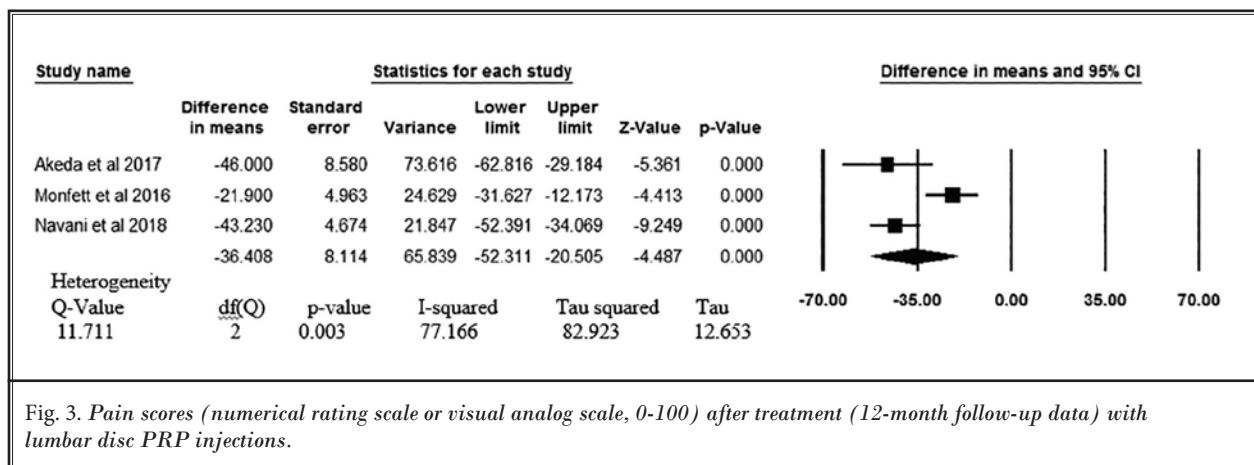 Study name Statistics for each study Difference in means and 95% CI
Difference in means Standard error Variance Lower limit Upper limit Z-Value p-Value
Akeda et al 2017 -46.000 8.580 73.616 -62.816 -29.184 -5.361 0.000
Monfett et al 2016 -21.900 4.963 24.629 -31.627 -12.173 -4.413 0.000
Navani et al 2018 -43.230 4.674 21.847 -52.391 -34.069 -9.249 0.000
-36.408 8.114 65.839 -52.311 -20.505 -4.487 0.000
Heterogeneity
Q-Value df(Q) p-value I-squared Tau squared Tau
11.711 2 0.003 77.166 82.923 12.653
-70.00 -35.00 0.00 35.00 70.00
Fig. 3. Pain scores (numerical rating scale or visual analog scale, 0-100) after treatment (12-month follow-up data) with
lumbar disc PRP injections.